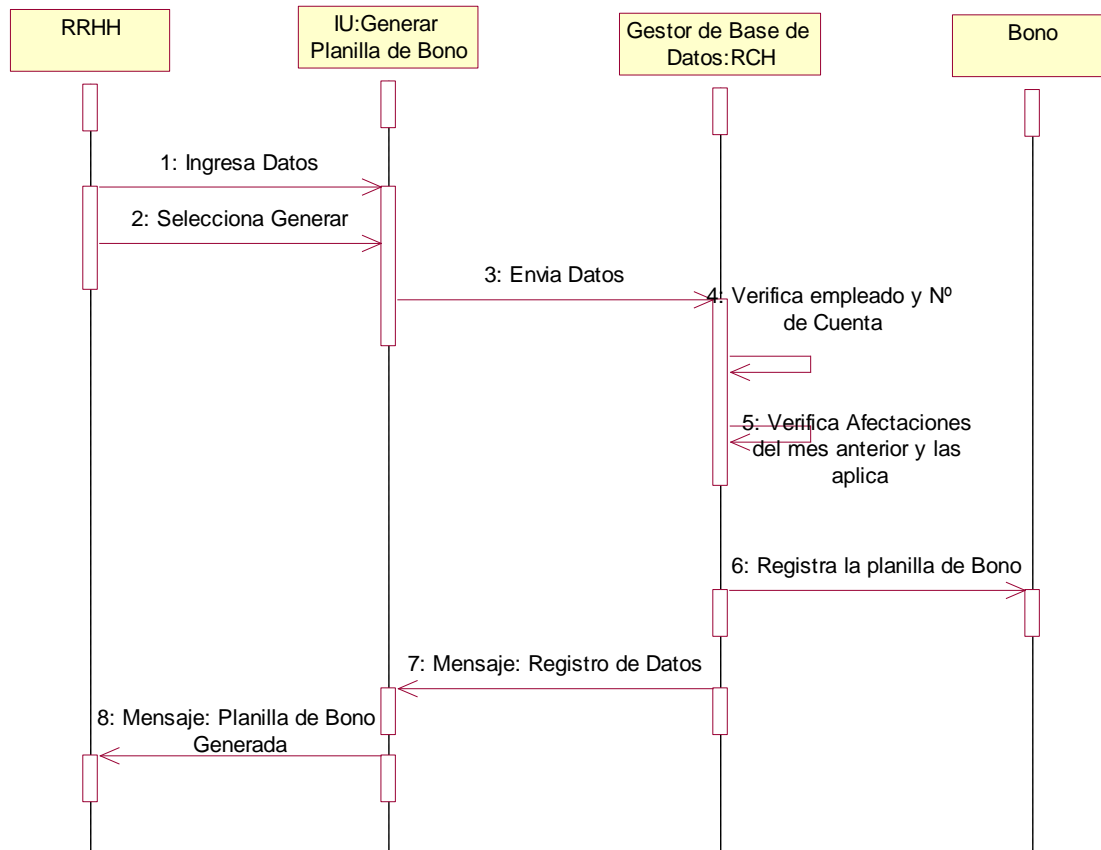 RRHH
IU:Generar
Planilla de Bono
Gestor de Base de
Datos:RCH
Bono
1: Ingresa Datos
2: Selecciona Generar
3: Envia Datos
4: Verifica empleado y Nº
de Cuenta
5: Verifica Afectaciones
del mes anterior y las
aplica
6: Registra la planilla de Bono
7: Mensaje: Registro de Datos
8: Mensaje: Planilla de Bono
Generada